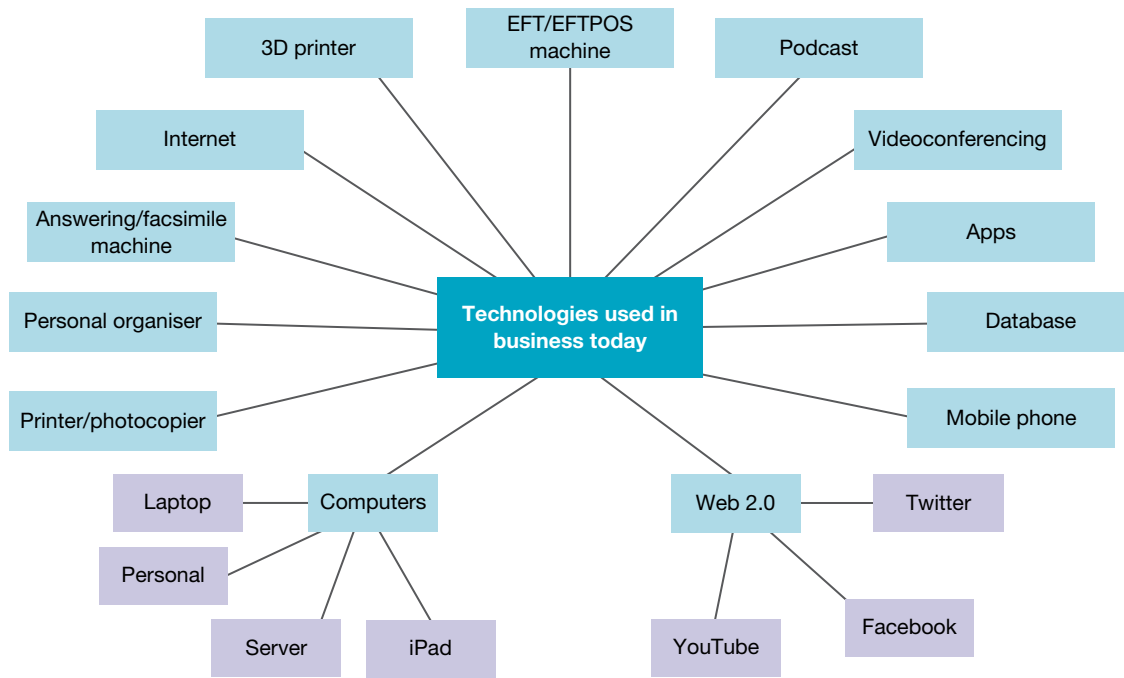 EFT/EFTPOS
machine
3D printer
Podcast
Internet
Videoconferencing
Answering/facsimile
machine
Apps
Technologies used in
business today
Personal organiser
Database
Printer/photocopier
Mobile phone
Laptop
Computers
Web 2.0
Twitter
Personal
Server
iPad
YouTube
Facebook